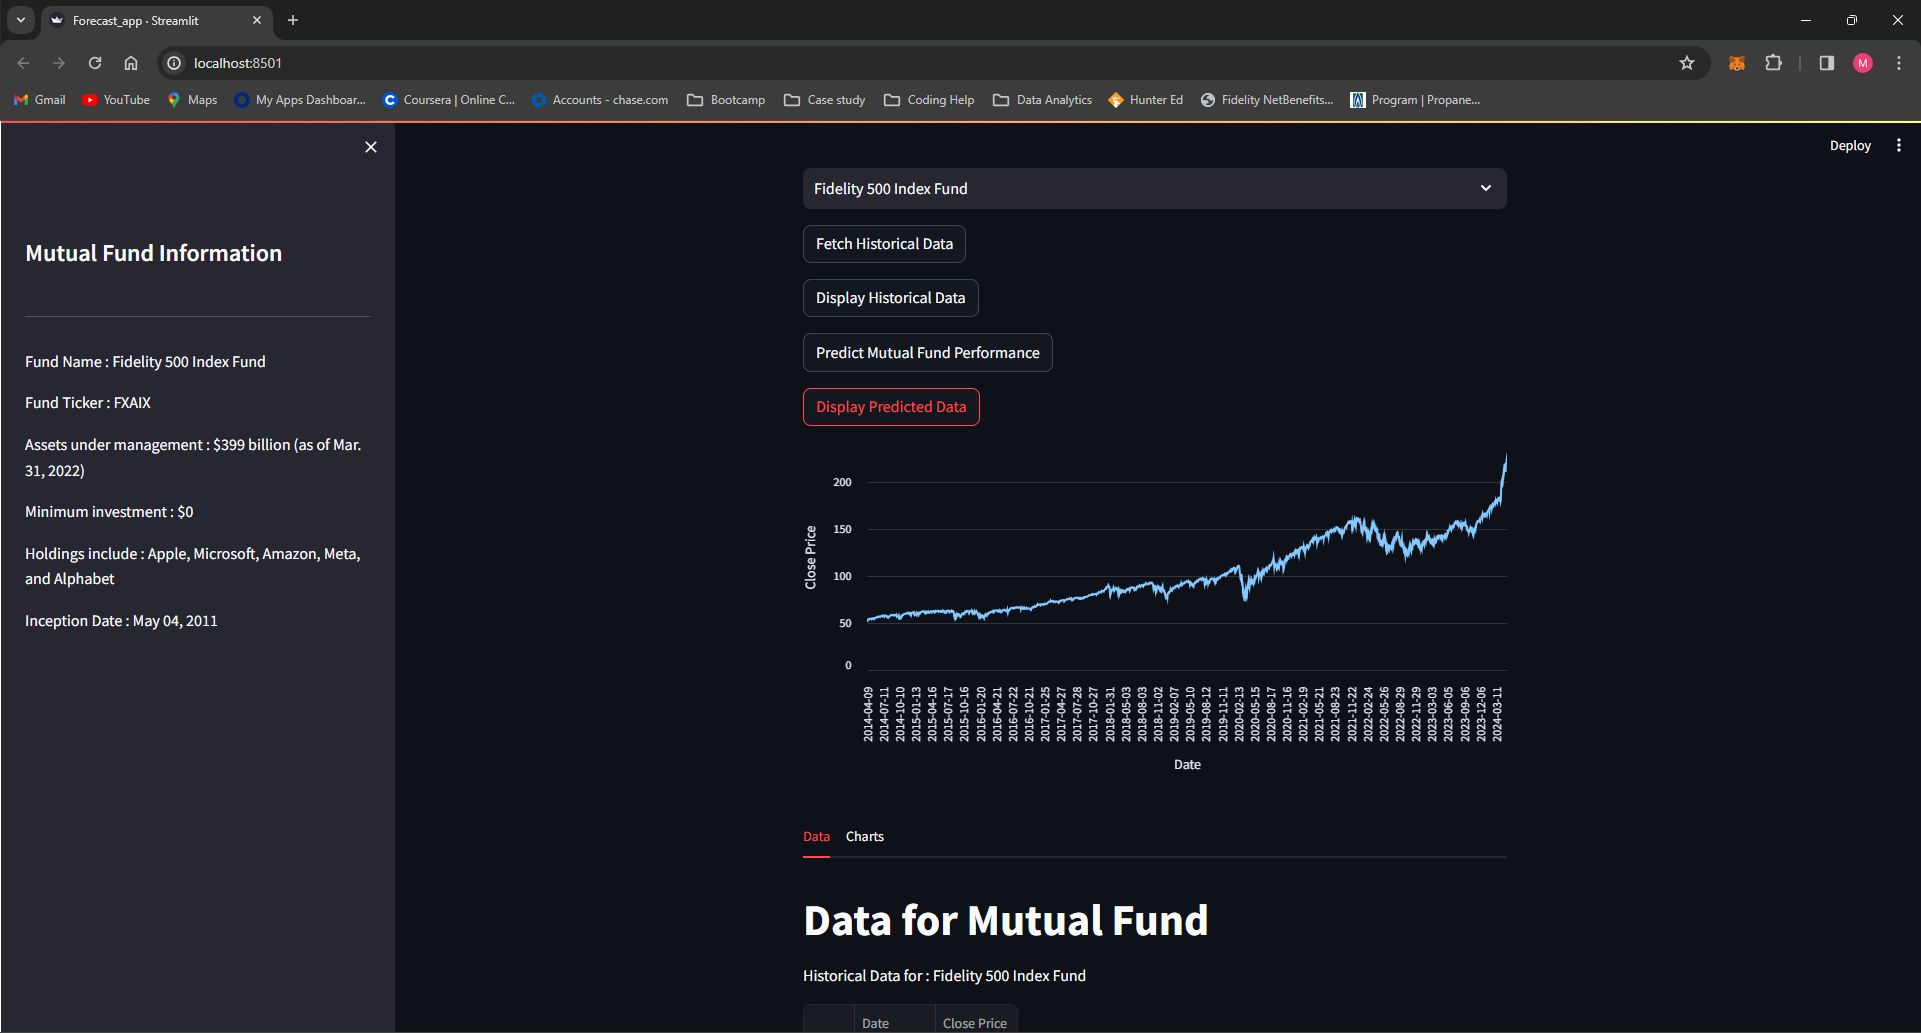 Forecast_app · Streamlit
localhost:8501
M
Gmail YouTube Maps My Apps Dashboar... Coursera | Online C... Accounts - chase.com Bootcamp Case study Coding Help Data Analytics Hunter Ed Fidelity NetBenefits... Program | Propane...
Deploy
Mutual Fund Information
Fund Name : Fidelity 500 Index Fund
Fund Ticker : FXAIX
Assets under management : $399 billion (as of Mar.
31, 2022)
Minimum investment : $0
Holdings include : Apple, Microsoft, Amazon, Meta,
and Alphabet
Inception Date : May 04, 2011
Fidelity 500 Index Fund
Fetch Historical Data
Display Historical Data
Predict Mutual Fund Performance
Display Predicted Data
Close Price
200
150
100
50
0
2014-04-09
2014-07-11
2014-10-10
2015-01-13
2015-04-16
2015-07-17
2015-10-16
2016-01-20
2016-04-21
2016-07-22
2016-10-21
2017-01-25
2017-04-27
2017-07-28
2017-10-27
2018-01-31
2018-05-03
2018-08-03
2018-11-02
2019-02-07
2019-05-10
2019-08-12
2019-11-11
2020-02-13
2020-05-15
2020-08-17
2020-11-16
2021-02-19
2021-05-21
2021-08-23
2021-11-22
2022-02-24
2022-05-26
2022-08-29
2022-11-29
2023-03-03
2023-06-05
2023-09-06
2023-12-06
2024-03-11
Date
Data Charts
Data for Mutual Fund
Historical Data for : Fidelity 500 Index Fund
Date Close Price